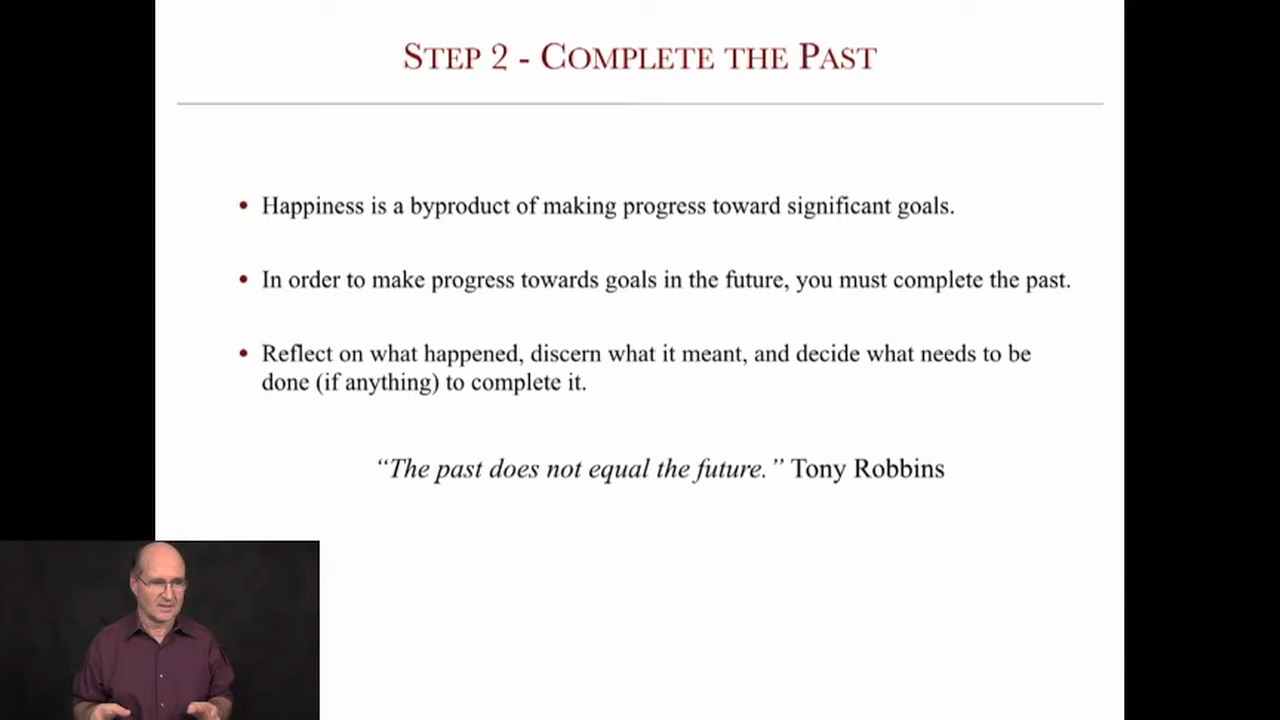 STEP 2 - COMPLETE THE PAST
• Happiness is a byproduct of making progress toward significant goals.
• In order to make progress towards goals in the future, you must complete the past.
• Reflect on what happened, discern what it meant, and decide what needs to be
done (if anything) to complete it.
“The past does not equal the future.” Tony Robbins